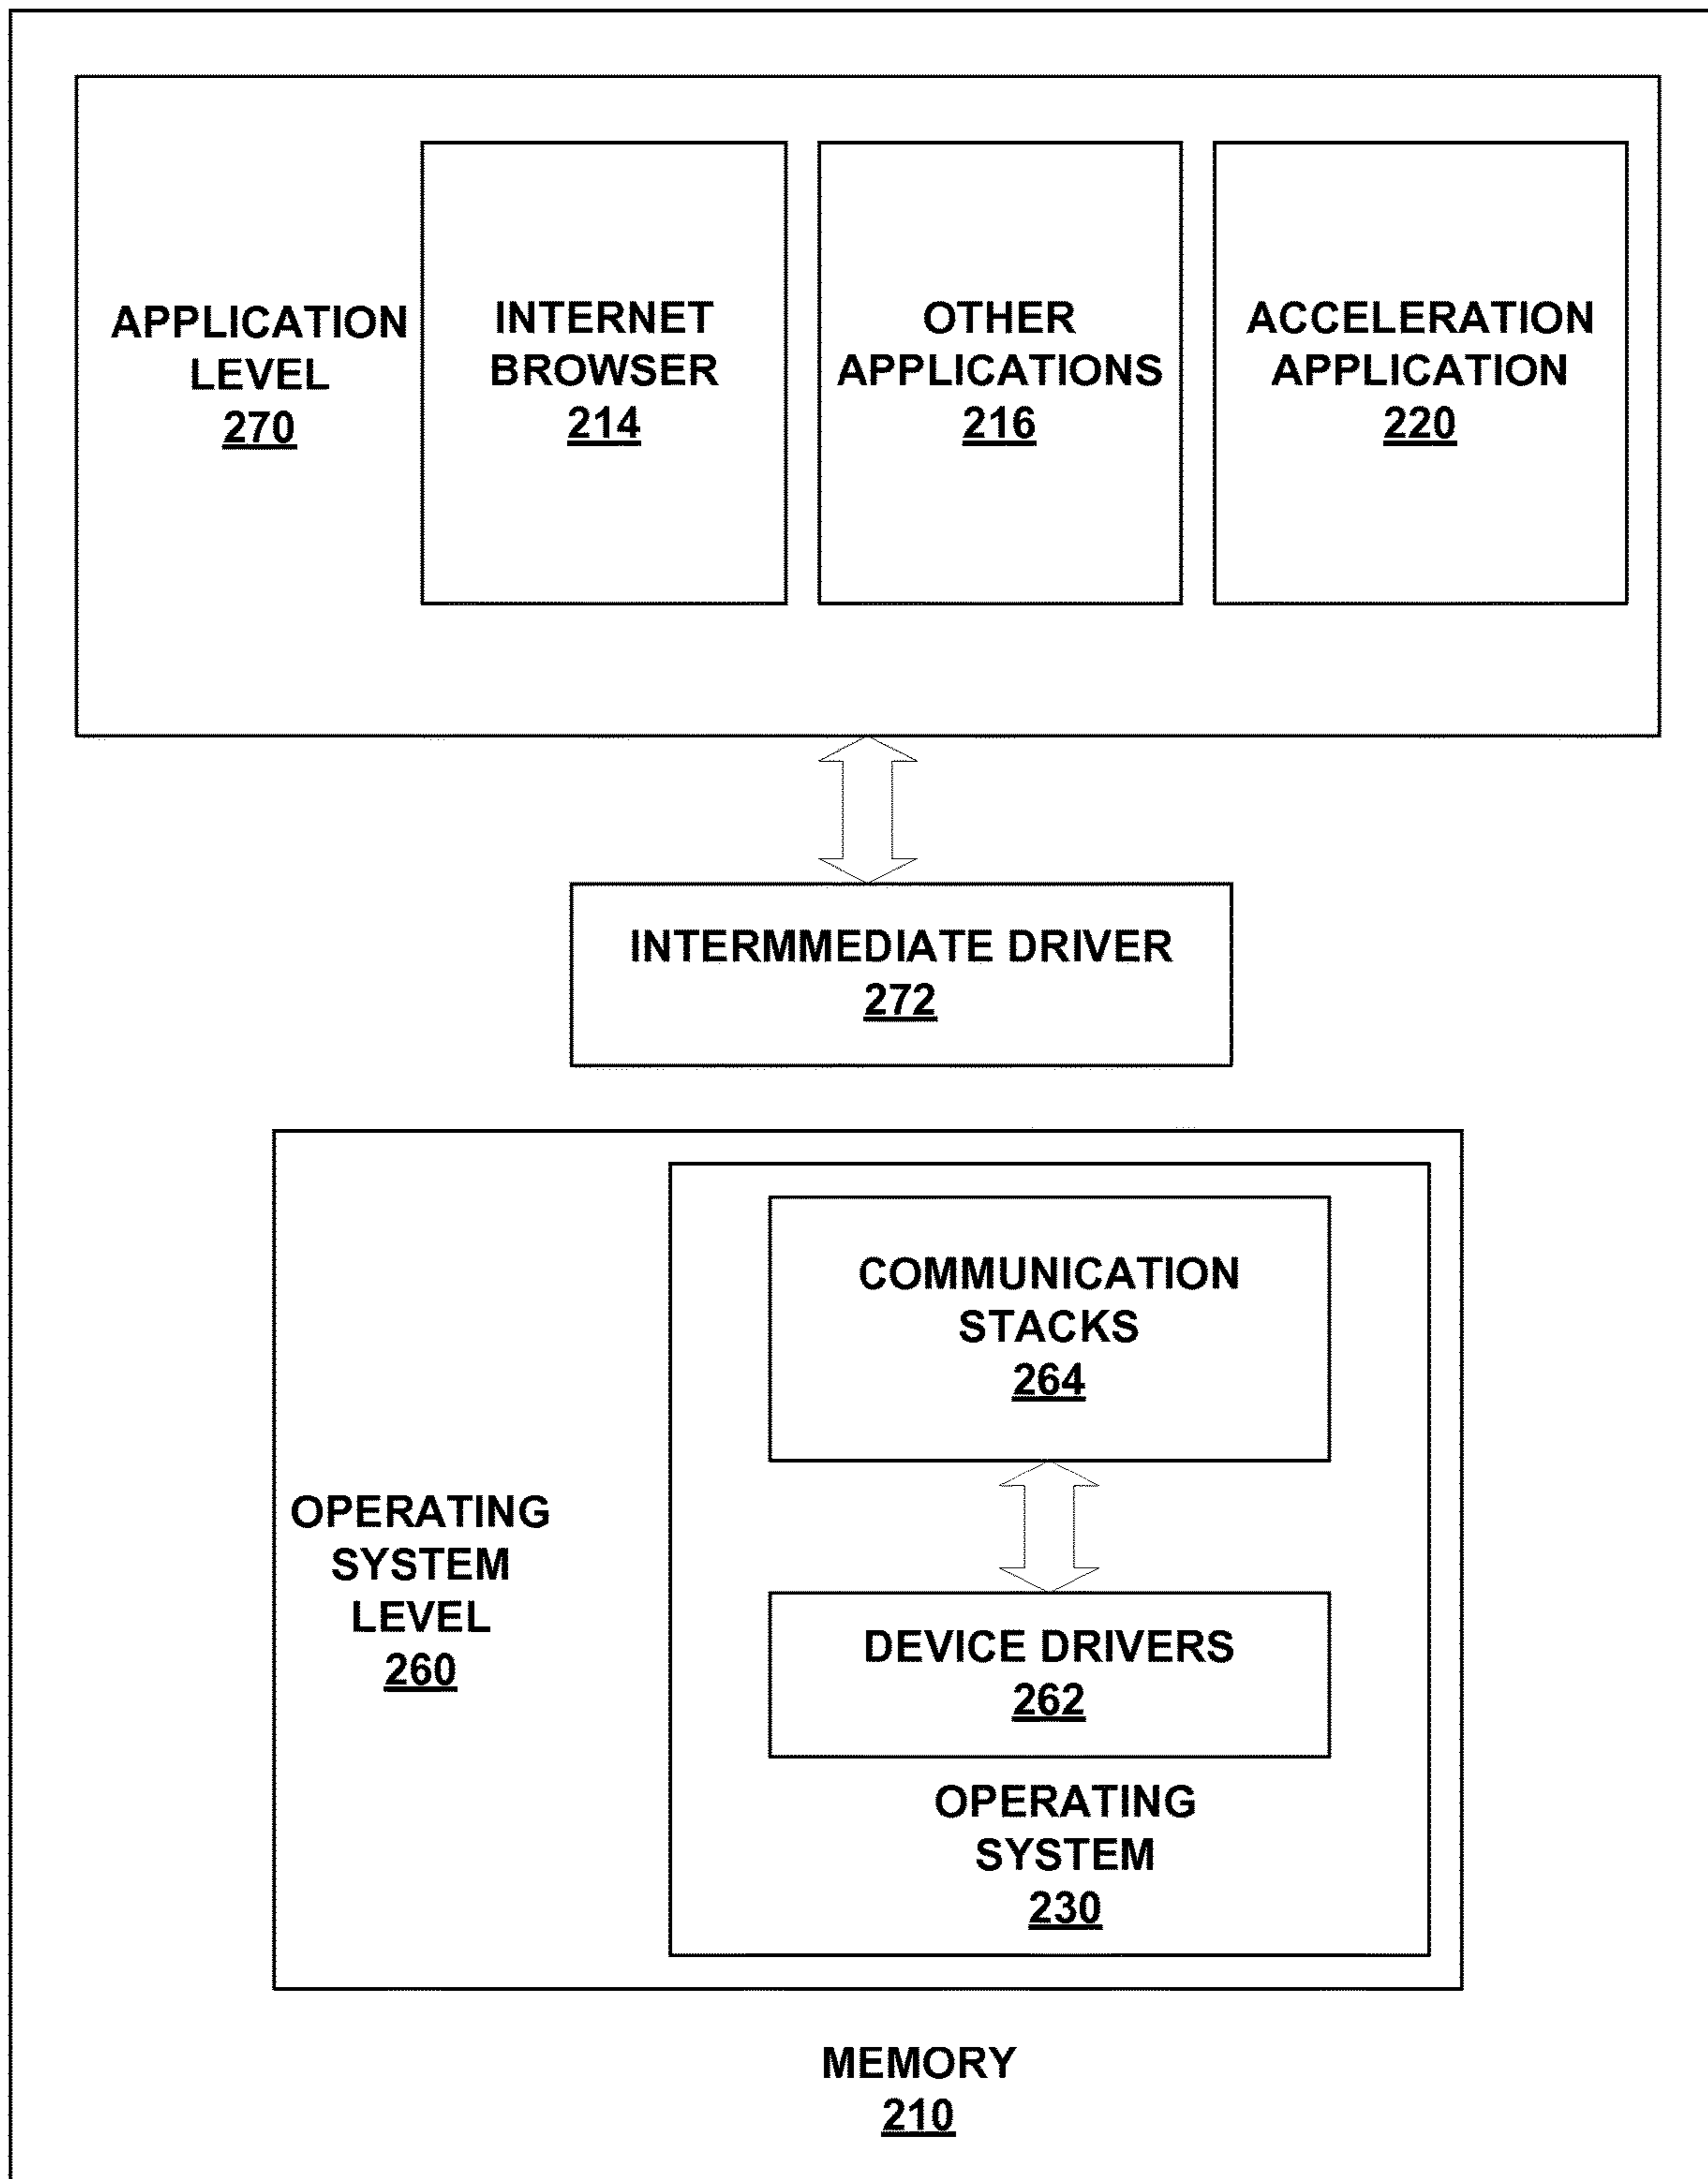 APPLICATION
LEVEL
270
INTERNET
BROWSER
214
OTHER
APPLICATIONS
216
ACCELERATION
APPLICATION
220
INTERMMEDIATE DRIVER
272
COMMUNICATION
STACKS
264
OPERATING
SYSTEM
LEVEL
260
DEVICE DRIVERS
262
OPERATING
SYSTEM
230
MEMORY
210